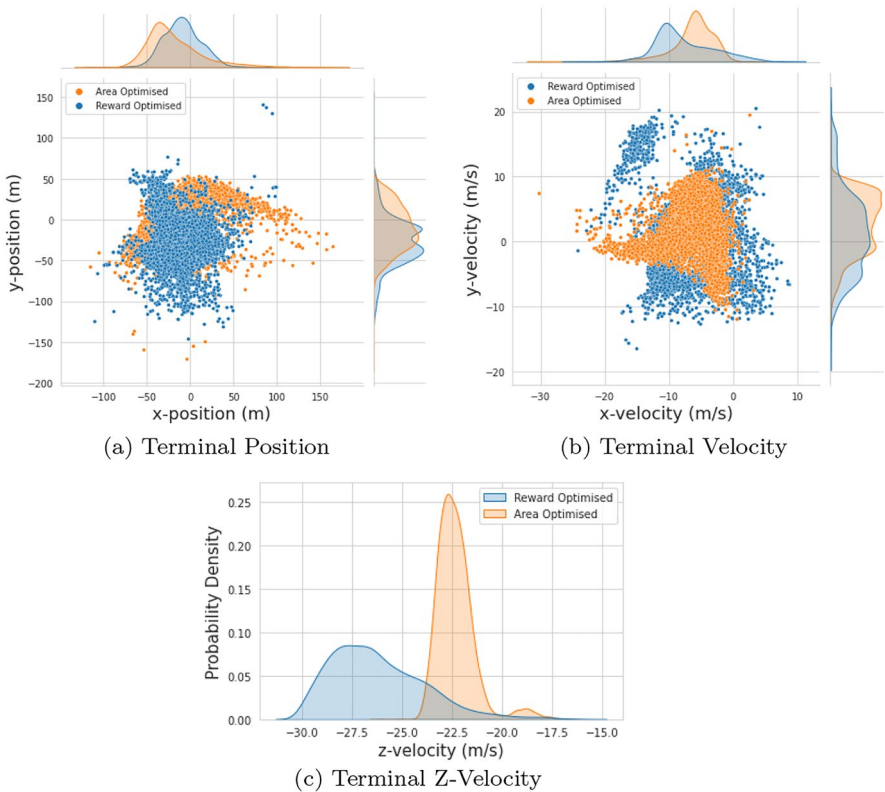 Area Optimised
Reward Optimised
150
100
50
0
−50
−100
−150
−200
y-position (m)
−100 −50 0 50 100 150
x-position (m)
(a) Terminal Position
Reward Optimised
Area Optimised
20
10
0
−10
−20
y-velocity (m/s)
−30 −20 −10 0 10
x-velocity (m/s)
(b) Terminal Velocity
Reward Optimised
Area Optimised
0.25
0.20
0.15
0.10
0.05
0.00
Probability Density
−30.0 −27.5 −25.0 −22.5 −20.0 −17.5 −15.0
z-velocity (m/s)
(c) Terminal Z-Velocity